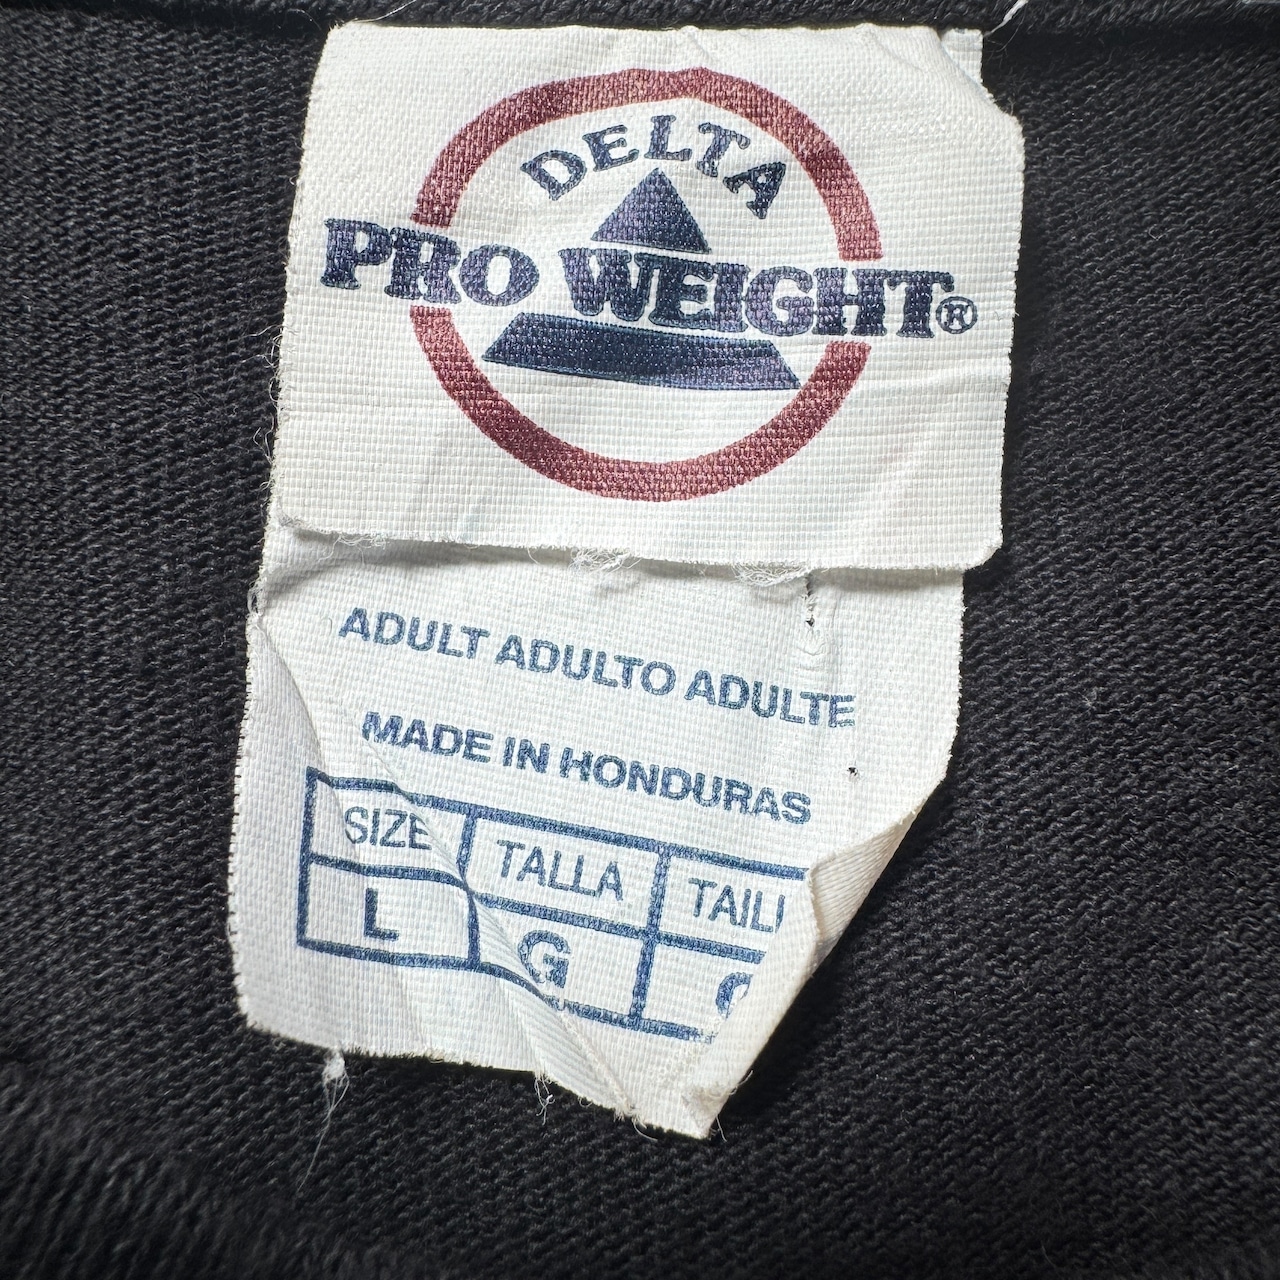 DELTA
PRO WEIGHT®
ADULT ADULTO ADULTE
MADE IN HONDURAS
SIZE TALLA
L G